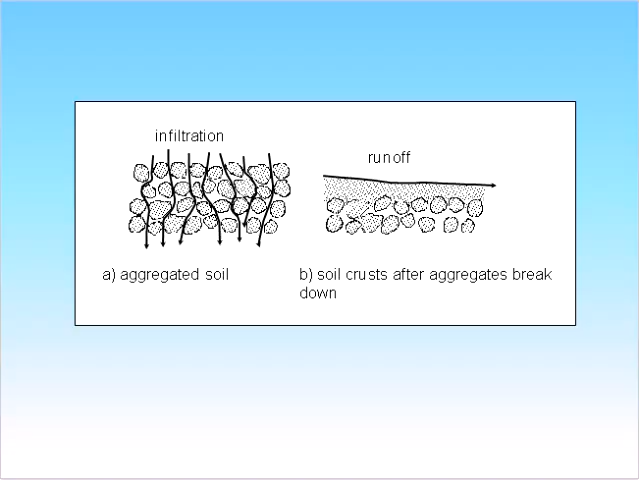 infiltration
runoff
a) aggregated soil
b) soil crusts after aggregates break
down